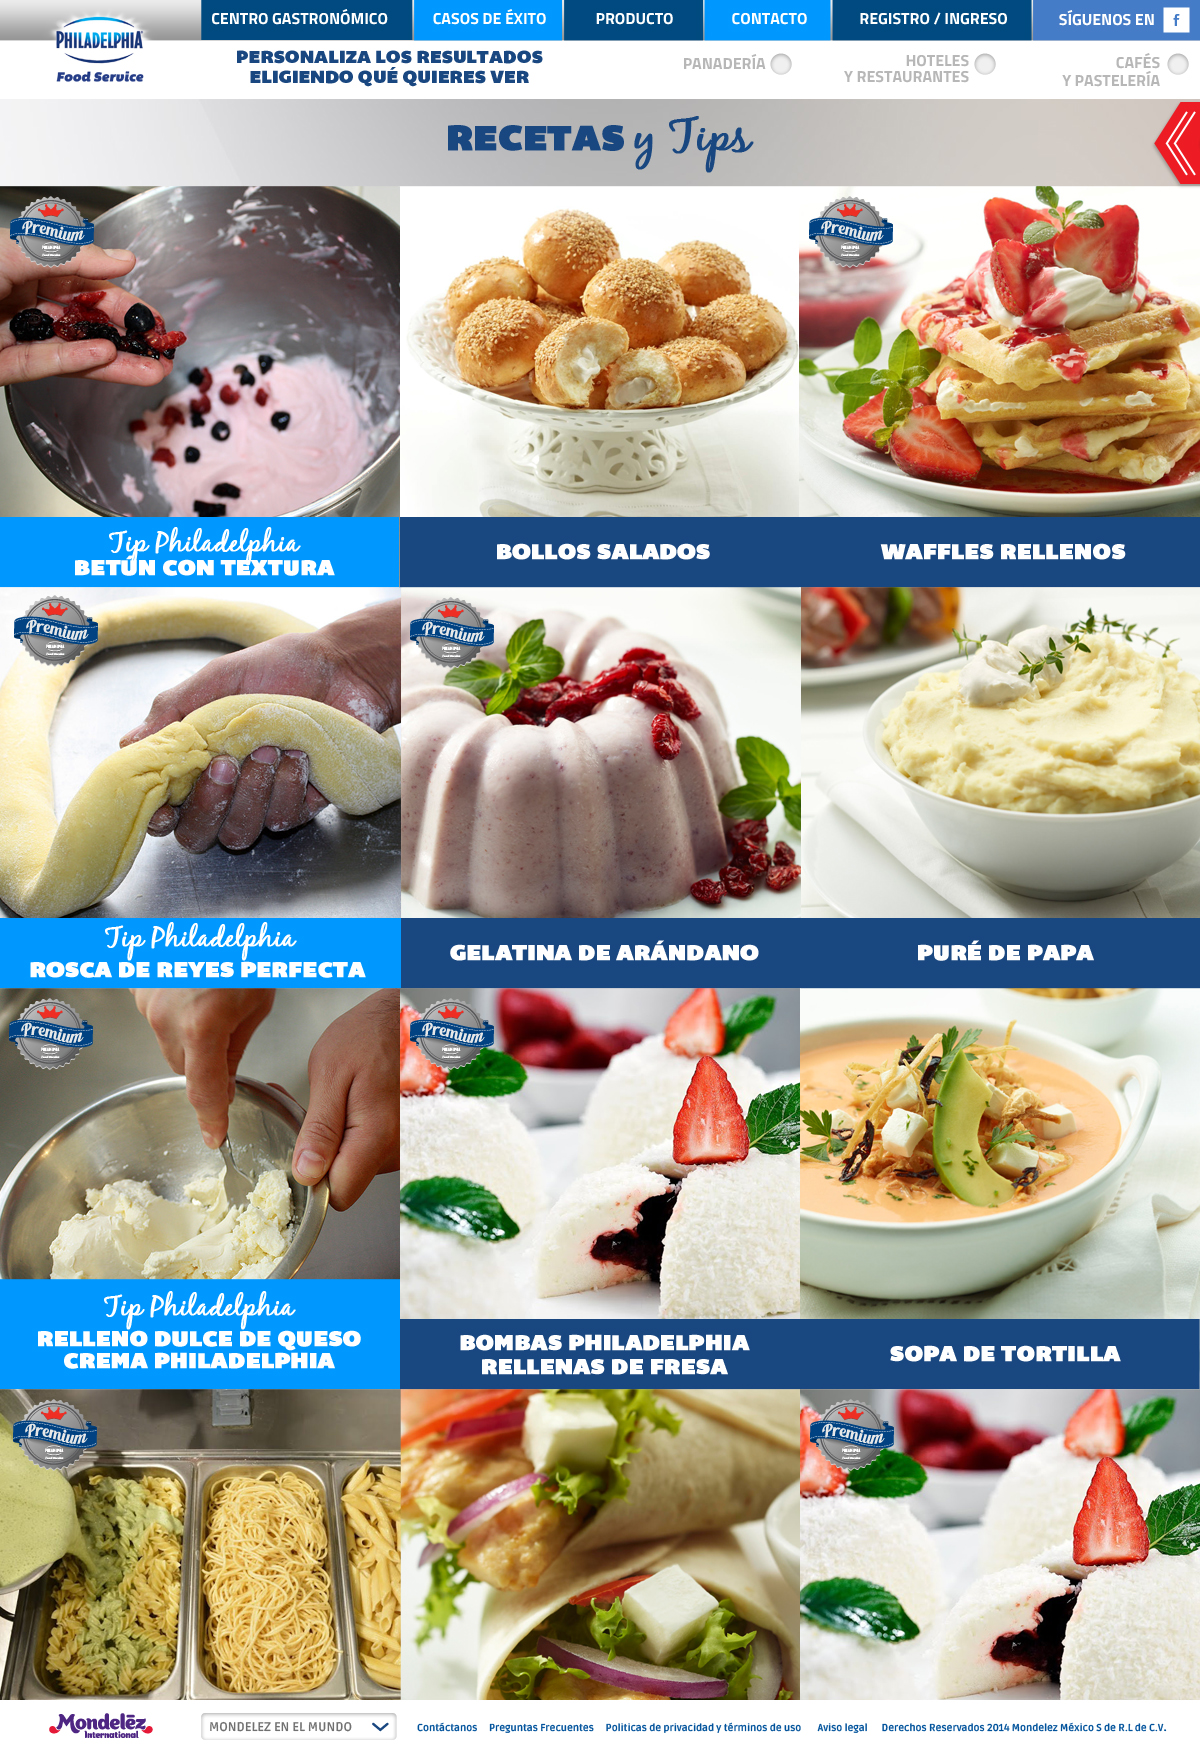 CENTRO GASTRONÓMICO
CASOS DE ÉXITO
PRODUCTO
CONTACTO
REGISTRO / INGRESO
SÍGUENOS EN
f
PHILADELPHIA
Food Service
PERSONALIZA LOS RESULTADOS
ELIGIENDO QUÉ QUIERES VER
PANADERÍA
HOTELES
Y RESTAURANTES
CAFÉS
Y PASTELERÍA
RECETAS y Tips
Premium
Premium
Tip Philadelphia
BETÚN CON TEXTURA
BOLLOS SALADOS
WAFFLES RELLENOS
Premium
Premium
Tip Philadelphia
ROSCA DE REYES PERFECTA
GELATINA DE ARÁNDANO
PURÉ DE PAPA
Premium
Premium
Tip Philadelphia
RELLENO DULCE DE QUESO
CREMA PHILADELPHIA
BOMBAS PHILADELPHIA
RELLENAS DE FRESA
SOPA DE TORTILLA
Premium
Premium
Mondelēz
International
MONDELEZ EN EL MUNDO
Contáctanos
Preguntas Frecuentes
Politicas de privacidad y términos de uso
Aviso legal
Derechos Reservados 2014 Mondelez México S de R.L de C.V.